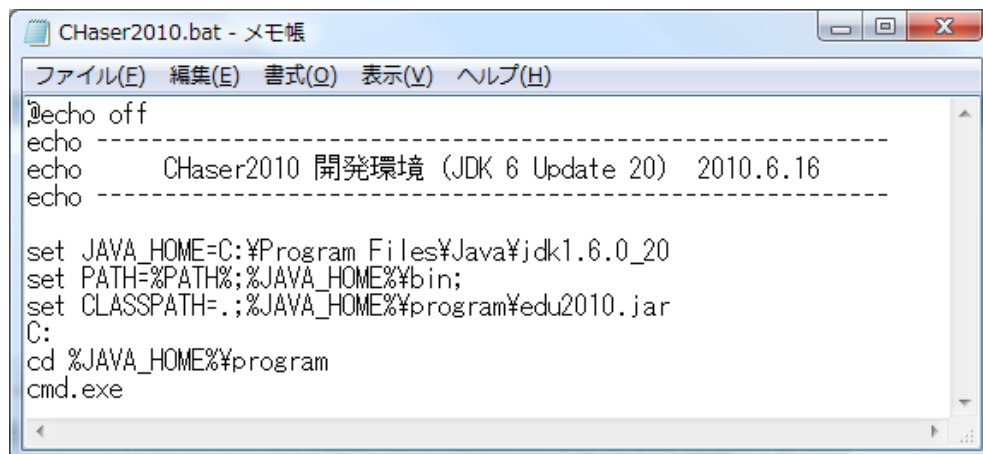 CHaser2010.bat - メモ帳
ファイル(F) 編集(E) 書式(O) 表示(V) ヘルプ(H)
@echo off
echo ----------------------------------------------------------
echo      CHaser2010 開発環境 (JDK 6 Update 20)  2010.6.16
echo ----------------------------------------------------------
set JAVA_HOME=C:¥Program Files¥Java¥jdk1.6.0_20
set PATH=%PATH%;%JAVA_HOME%¥bin;
set CLASSPATH=.;%JAVA_HOME%¥program¥edu2010.jar
C:
cd %JAVA_HOME%¥program
cmd.exe